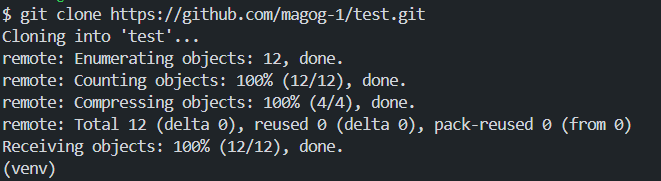 $ git clone https://github.com/magog-1/test.git
Cloning into 'test'...
remote: Enumerating objects: 12, done.
remote: Counting objects: 100% (12/12), done.
remote: Compressing objects: 100% (4/4), done.
remote: Total 12 (delta 0), reused 0 (delta 0), pack-reused 0 (from 0)
Receiving objects: 100% (12/12), done.
(venv)